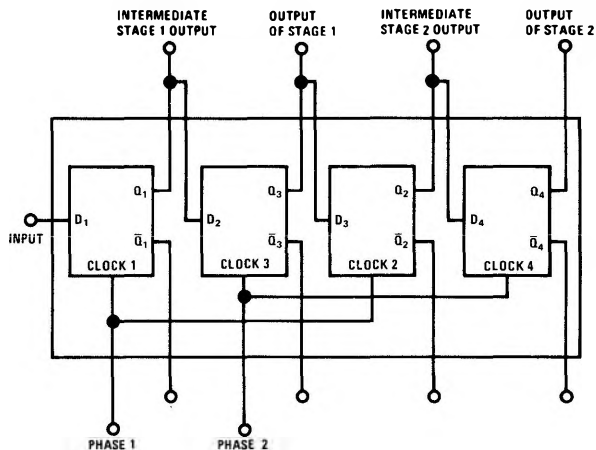 INTERMEDIATE
STAGE 1 OUTPUT
OUTPUT
OF STAGE 1
INTERMEDIATE
STAGE 2 OUTPUT
OUTPUT
OF STAGE 2
INPUT
D₁
Q₁
Q̅₁
CLOCK 1
D₂
Q₃
Q̅₃
CLOCK 3
D₃
Q₂
Q̅₂
CLOCK 2
D₄
Q₄
Q̅₄
CLOCK 4
PHASE 1
PHASE 2